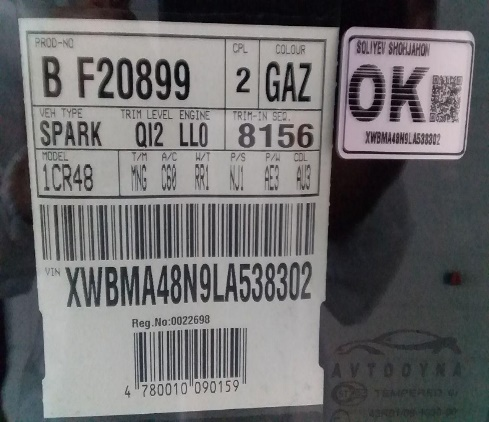 PROD-NO CPL COLOUR
B F20899 2 GAZ
VEH TYPE TRIM LEVEL ENGINE TRIM-IN SEQ.
SPARK QI2 LL0 8156
MODEL T/M A/C W/T P/S P/W CDL
1CR48 MNG C60 RR1 NJ1 AE3 AU3
VIN XWBMA48N9LA538302
Reg.No:0022698
4 780010 090159
SOLIYEV SHOHJAHON
OK
XWBMA48N9LA538302
AVTOOYNA
TEMPERED